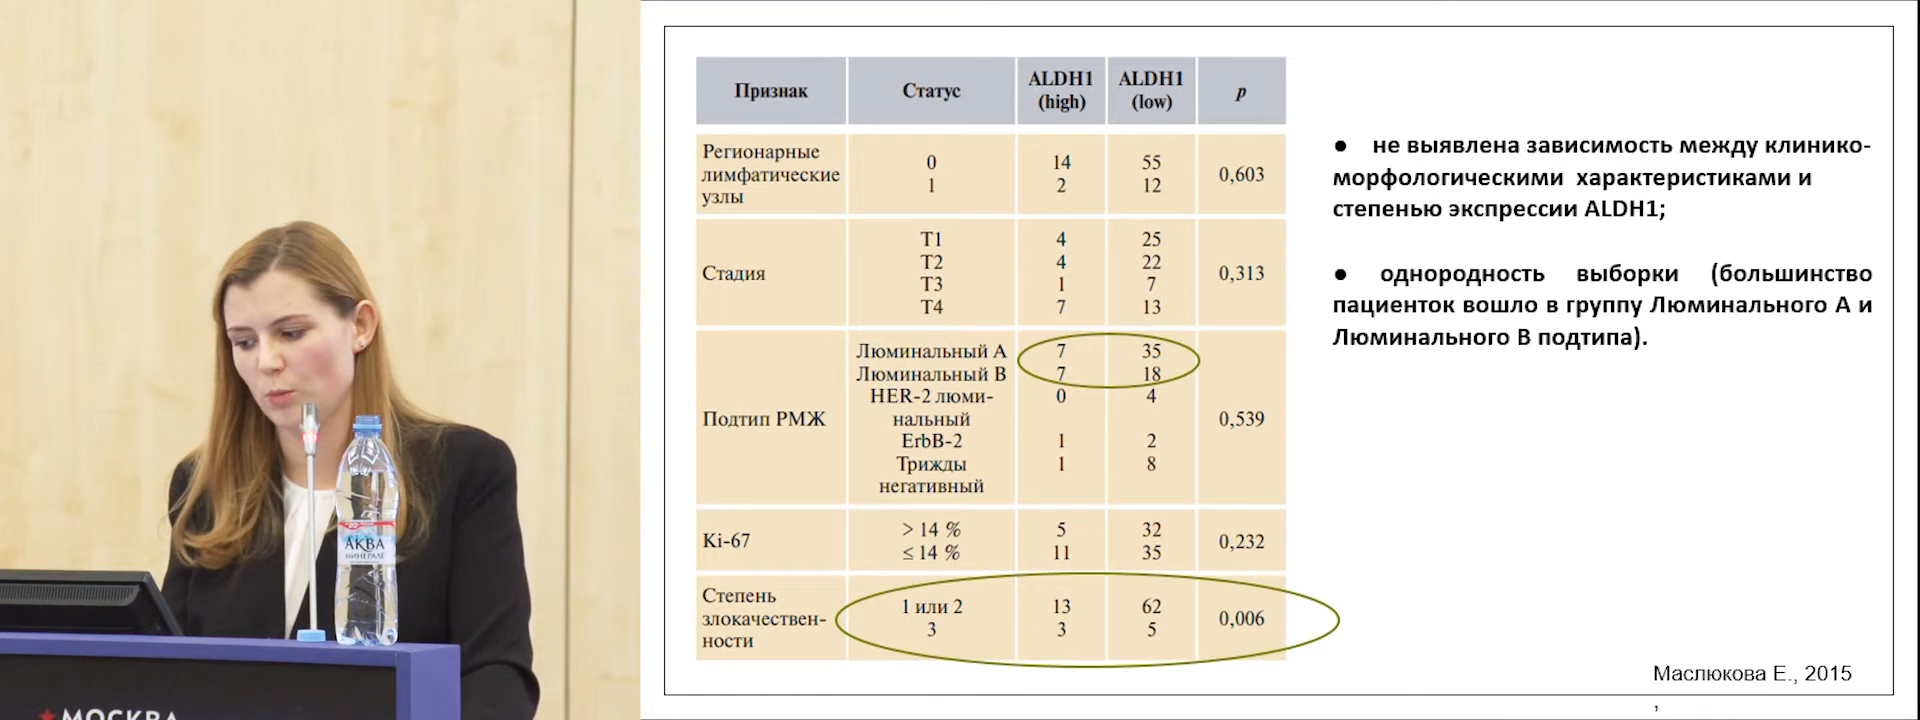 Признак Статус ALDH1 (high) ALDH1 (low) p
Регионарные лимфатические узлы
0 14 55 0,603
1 2 12
Стадия
T1 4 25 0,313
T2 4 22
T3 1 7
T4 7 13
Подтип РМЖ
Люминальный А 7 35 0,539
Люминальный В 7 18
HER-2 люми-
нальный 0 4
ErbB-2 1 2
Трижды
негативный 1 8
Ki-67
> 14 % 5 32 0,232
≤ 14 % 11 35
Степень
злокачествен-
ности
1 или 2 13 62 0,006
3 3 5
● не выявлена зависимость между клинико-
морфологическими характеристиками и
степенью экспрессии ALDH1;
● однородность выборки (большинство
пациенток вошло в группу Люминального А и
Люминального В подтипа).
Маслюкова Е., 2015
,
АКВА
МИНЕРАЛЕ
МОСКВА